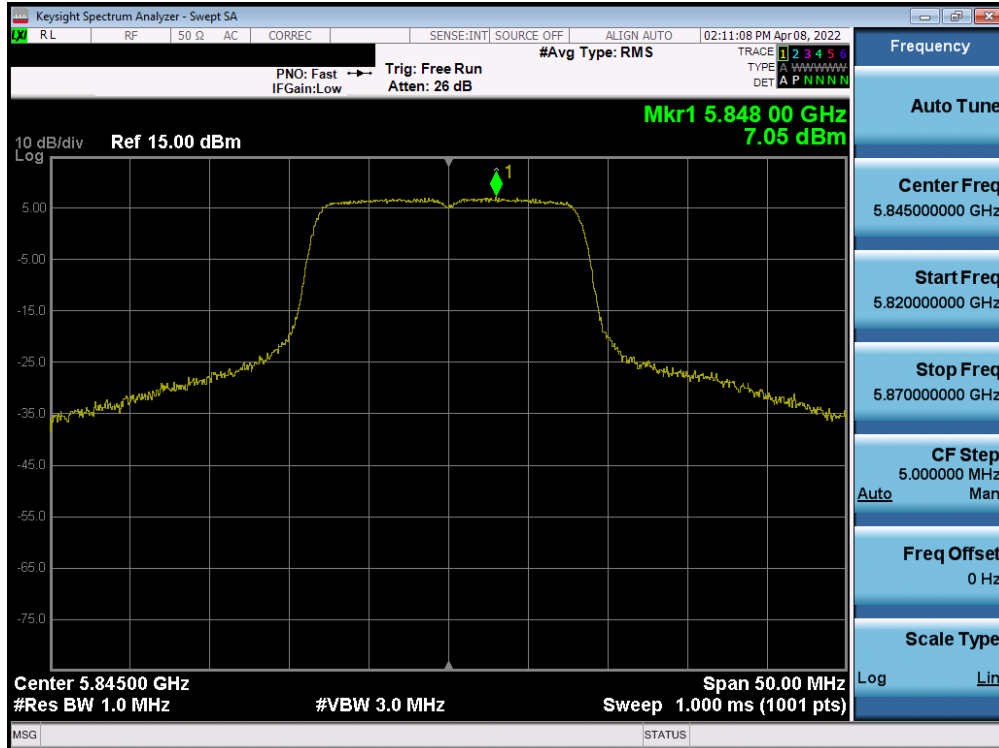 Keysight Spectrum Analyzer - Swept SA
LXI RL RF 50 Ω AC CORREC SENSE:INT SOURCE OFF ALIGN AUTO 02:11:08 PM Apr 08, 2022
#Avg Type: RMS
TRACE 1 2 3 4 5 6
TYPE A WWWWW
DET A P N N N N
PNO: Fast
IFGain:Low
Trig: Free Run
Atten: 26 dB
Mkr1 5.848 00 GHz
7.05 dBm
10 dB/div Ref 15.00 dBm
Log
1
5.00
-5.00
-15.0
-25.0
-35.0
-45.0
-55.0
-65.0
-75.0
Center 5.84500 GHz Span 50.00 MHz
#Res BW 1.0 MHz #VBW 3.0 MHz Sweep 1.000 ms (1001 pts)
MSG STATUS
Frequency
Auto Tune
Center Freq
5.845000000 GHz
Start Freq
5.820000000 GHz
Stop Freq
5.870000000 GHz
CF Step
5.000000 MHz
Auto Man
Freq Offset
0 Hz
Scale Type
Log Lin